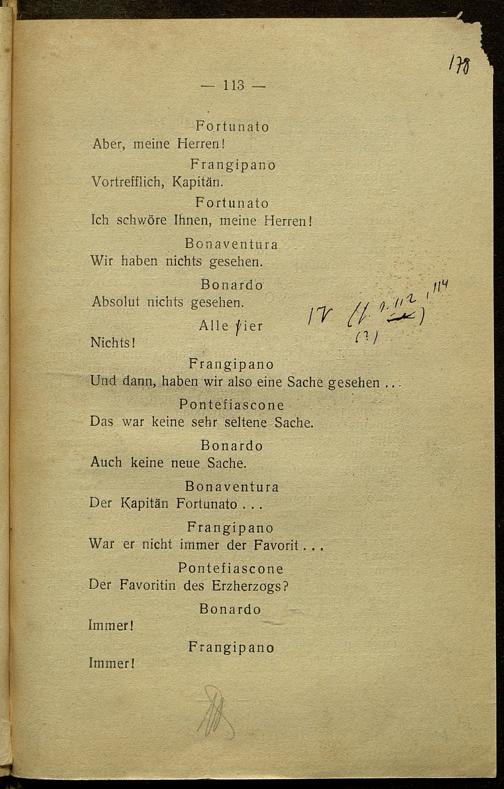 178
— 113 —
Fortunato
Aber, meine Herren!
Frangipano
Vortrefflich, Kapitän.
Fortunato
Ich schwöre Ihnen, meine Herren!
Bonaventura
Wir haben nichts gesehen.
Bonardo
Absolut nichts gesehen.
Alle fier
Nichts!
Frangipano
Und dann, haben wir also eine Sache gesehen ...
Pontefiascone
Das war keine sehr seltene Sache.
Bonardo
Auch keine neue Sache.
Bonaventura
Der Kapitän Fortunato ...
Frangipano
War er nicht immer der Favorit ...
Pontefiascone
Der Favoritin des Erzherzogs?
Bonardo
Immer!
Frangipano
Immer!